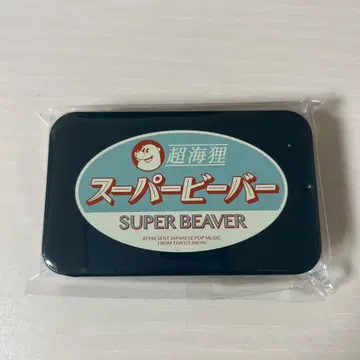 超海狸
スーパービーバー
SUPER BEAVER
REPRESENT JAPANESE POP MUSIC
FROM TOKYO JAPAN